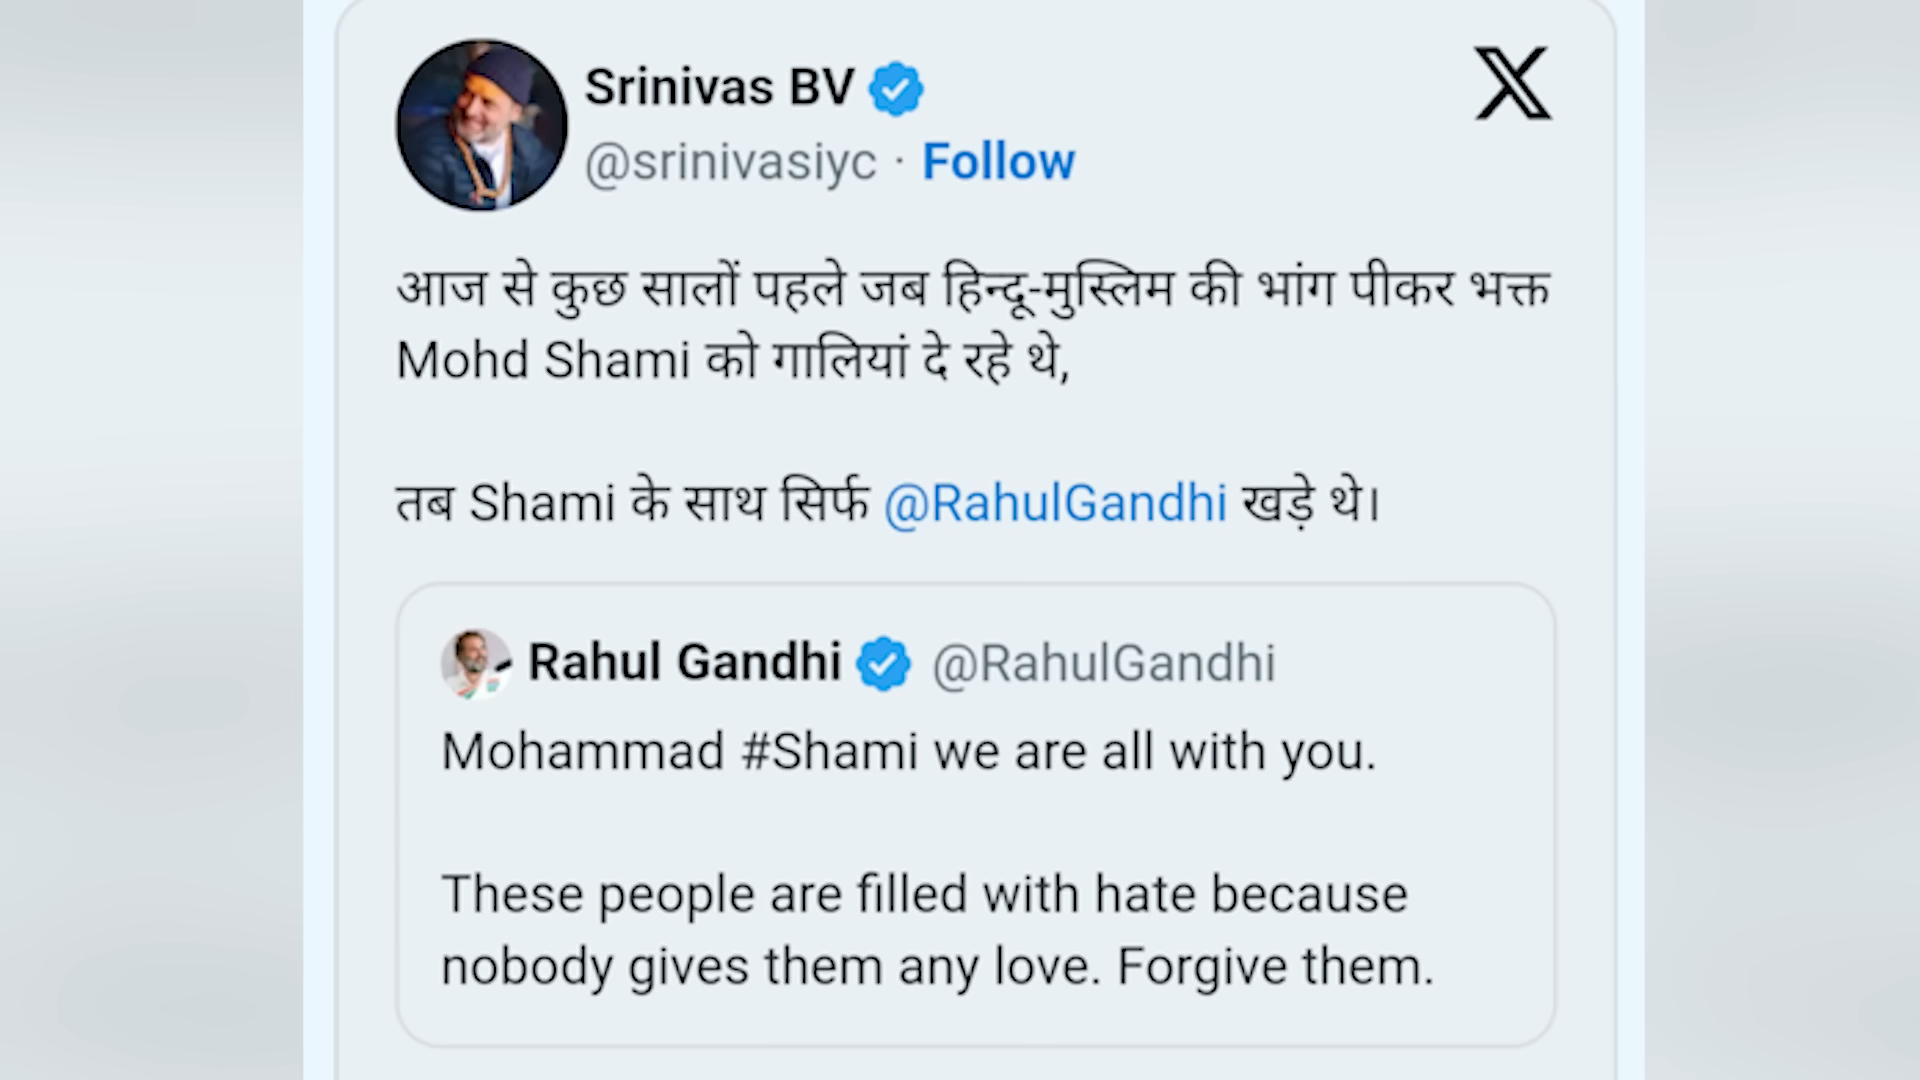 Srinivas BV
@srinivasiyc · Follow
आज से कुछ सालों पहले जब हिन्दू-मुस्लिम की भांग पीकर भक्त
Mohd Shami को गालियां दे रहे थे,
तब Shami के साथ सिर्फ @RahulGandhi खड़े थे।
Rahul Gandhi @RahulGandhi
Mohammad #Shami we are all with you.
These people are filled with hate because
nobody gives them any love. Forgive them.